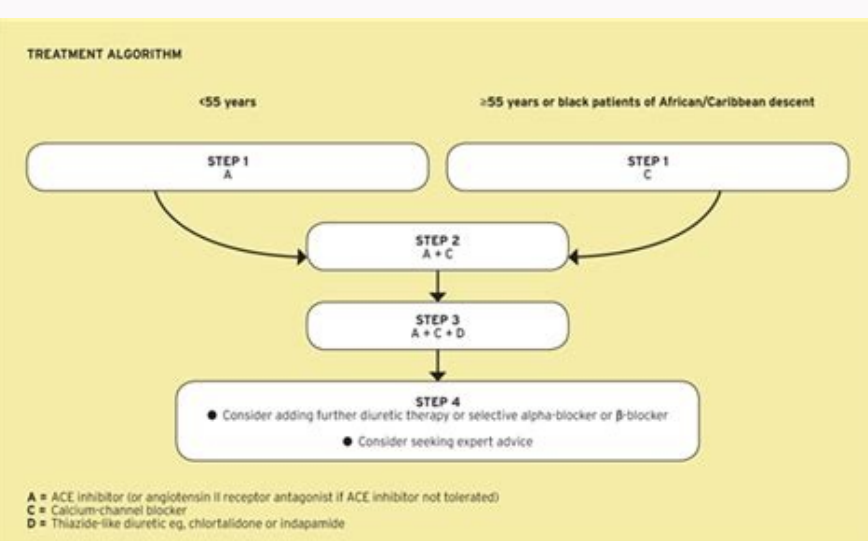 TREATMENT ALGORITHM
<55 years
≥55 years or black patients of African/Caribbean descent
STEP 1
A
STEP 1
C
STEP 2
A + C
STEP 3
A + C + D
STEP 4
● Consider adding further diuretic therapy or selective alpha-blocker or β-blocker
● Consider seeking expert advice
A = ACE inhibitor (or angiotensin II receptor antagonist if ACE inhibitor not tolerated)
C = Calcium-channel blocker
D = Thiazide-like diuretic eg, chlortalidone or indapamide